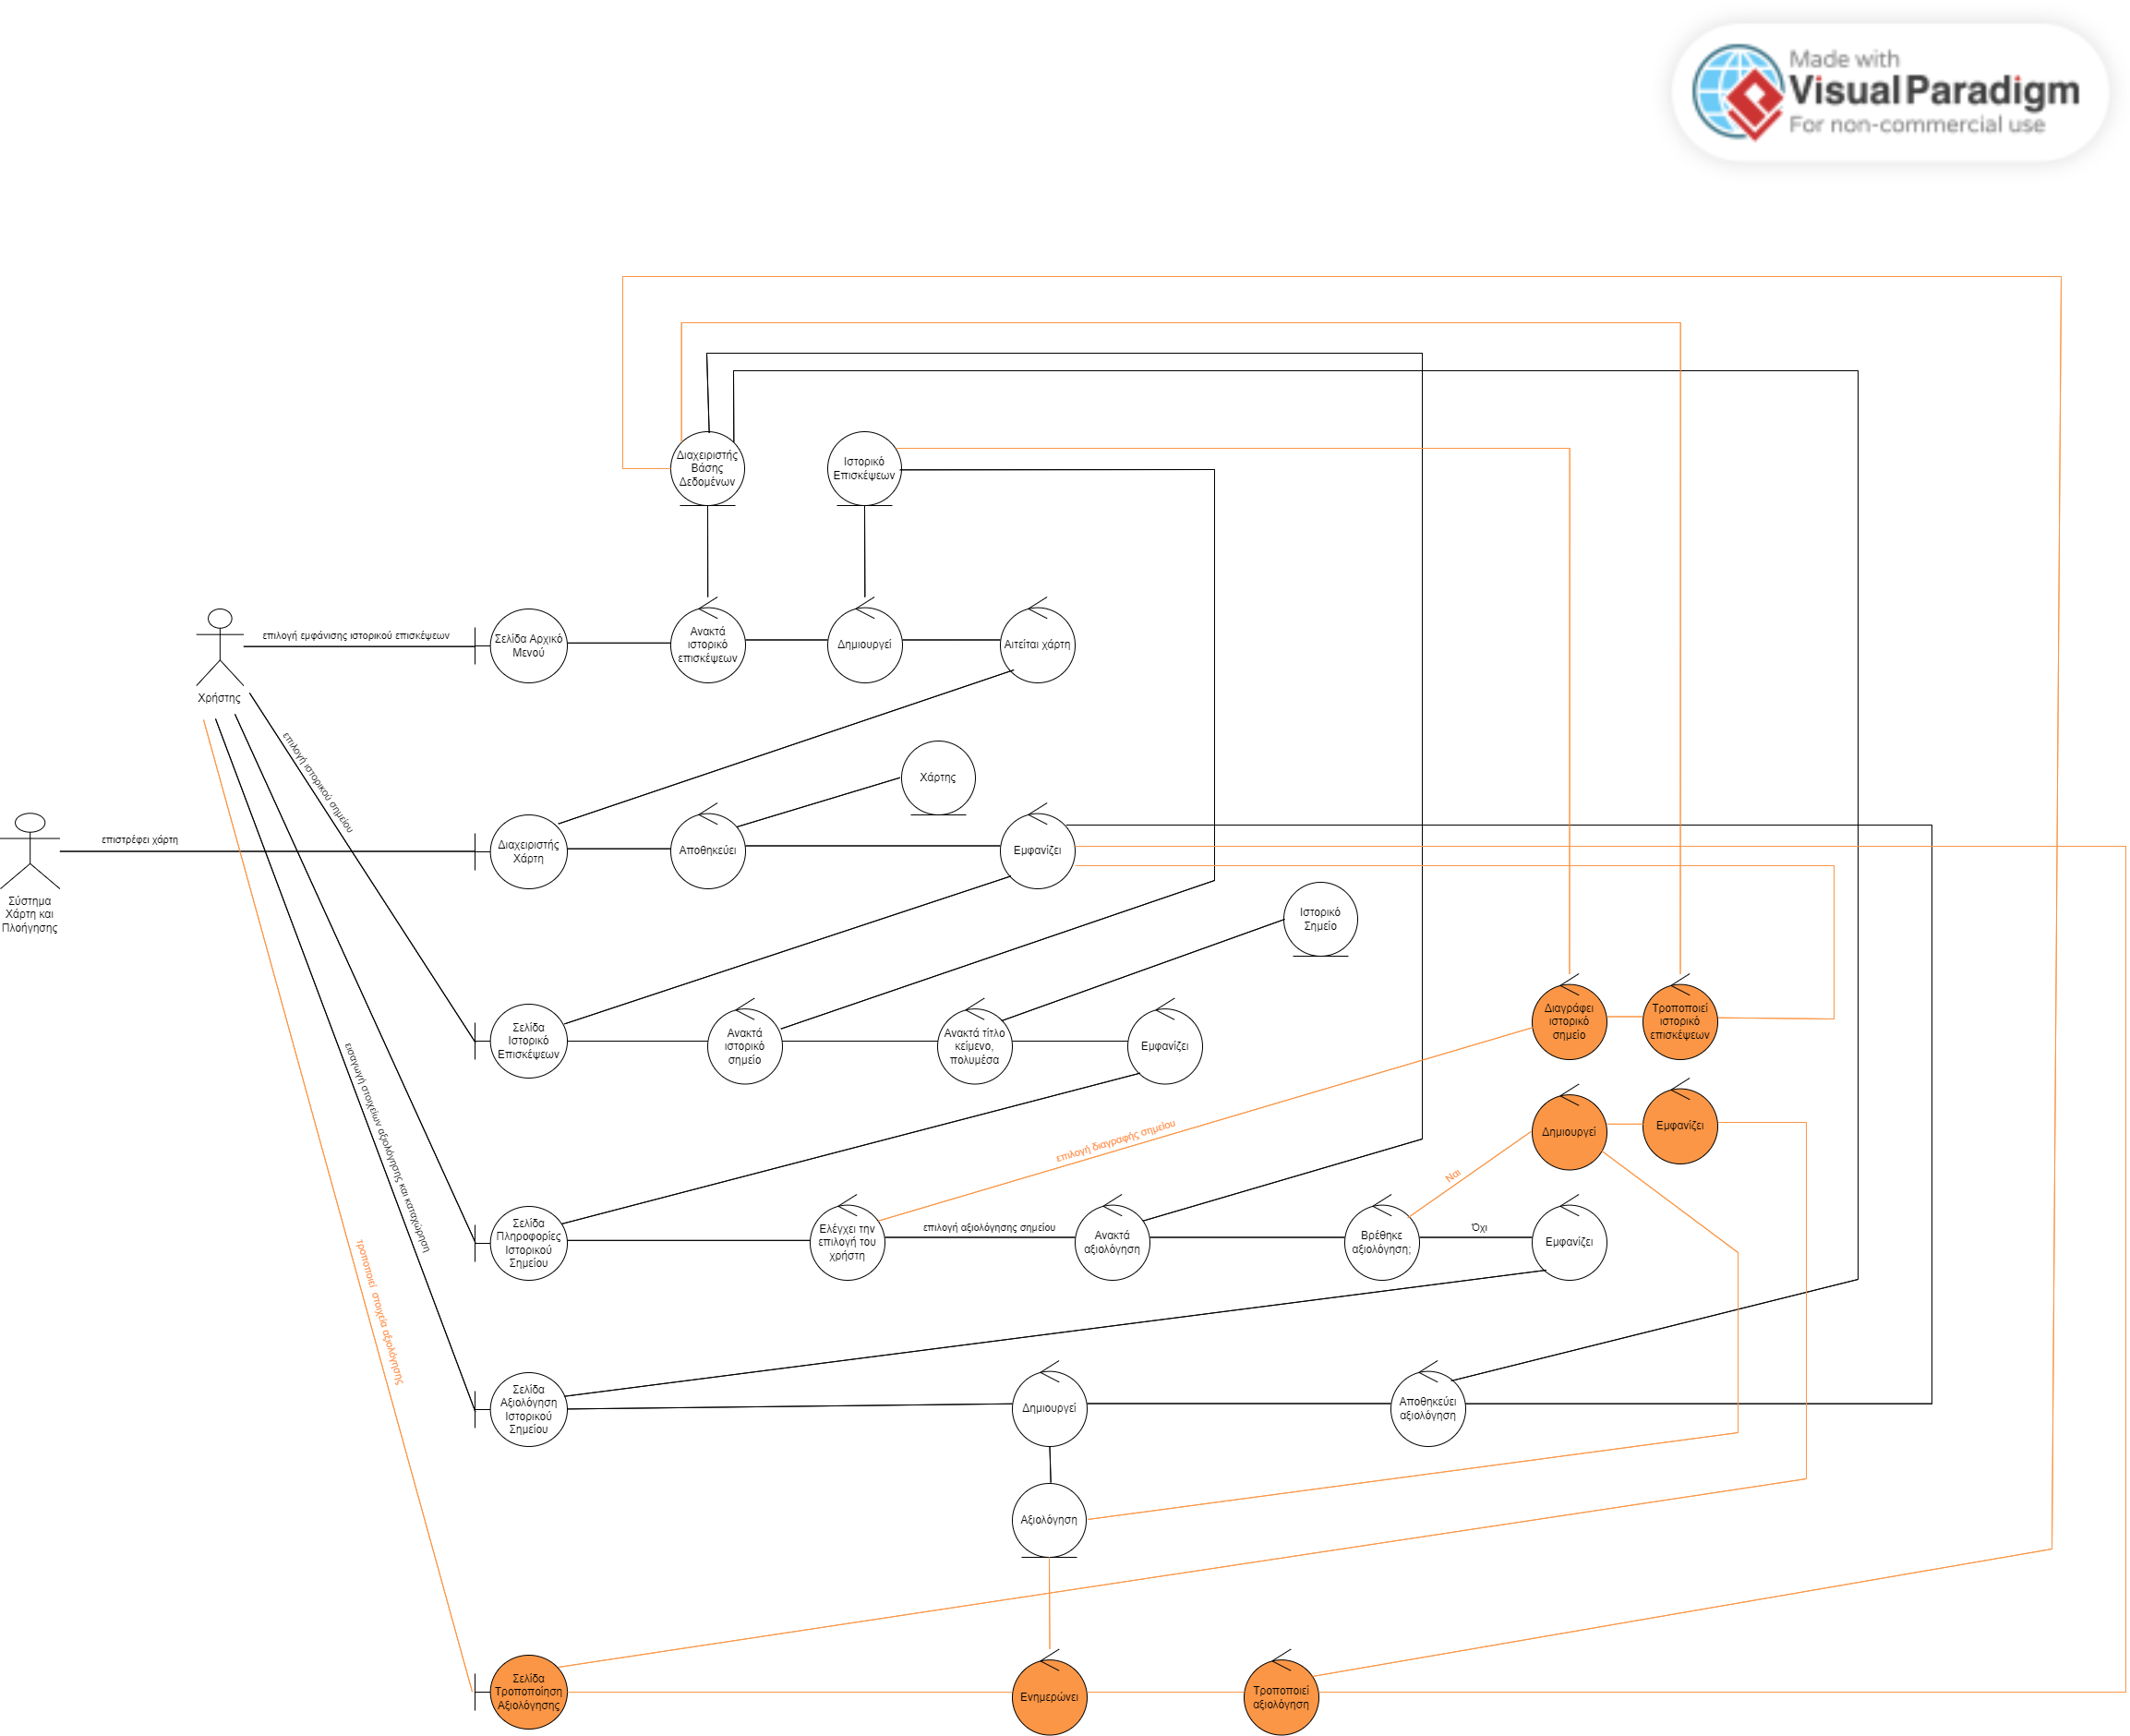 Made with
Visual Paradigm
For non-commercial use
Διαχειριστής
Βάσης
Δεδομένων
Ιστορικό
Επισκέψεων
επιλογή εμφάνισης ιστορικού επισκέψεων
Σελίδα Αρχικό
Μενού
Ανακτά
ιστορικό
επισκέψεων
Δημιουργεί
Αιτείται χάρτη
Χρήστης
επιλογή ιστορικού σημείου
Χάρτης
επιστρέφει χάρτη
Διαχειριστής
Χάρτη
Αποθηκεύει
Εμφανίζει
Σύστημα
Χάρτη και
Πλοήγησης
Ιστορικό
Σημείο
Διαγράφει
ιστορικό
σημείο
Τροποποιεί
ιστορικό
επισκέψεων
Σελίδα
Ιστορικό
Επισκέψεων
Ανακτά
ιστορικό
σημείο
Ανακτά τίτλο
κείμενο,
πολυμέσα
Εμφανίζει
εισαγωγή στοιχείων αξιολόγησης και καταχώρηση
επιλογή διαγραφής σημείου
Δημιουργεί
Εμφανίζει
Ναι
Σελίδα
Πληροφορίες
Ιστορικού
Σημείου
Ελέγχει την
επιλογή του
χρήστη
επιλογή αξιολόγησης σημείου
Ανακτά
αξιολόγηση
Βρέθηκε
αξιολόγηση;
Όχι
Εμφανίζει
τροποποιεί στοιχεία αξιολόγησης
Σελίδα
Αξιολόγηση
Ιστορικού
Σημείου
Δημιουργεί
Αποθηκεύει
αξιολόγηση
Αξιολόγηση
Σελίδα
Τροποποίηση
Αξιολόγησης
Ενημερώνει
Τροποποιεί
αξιολόγηση